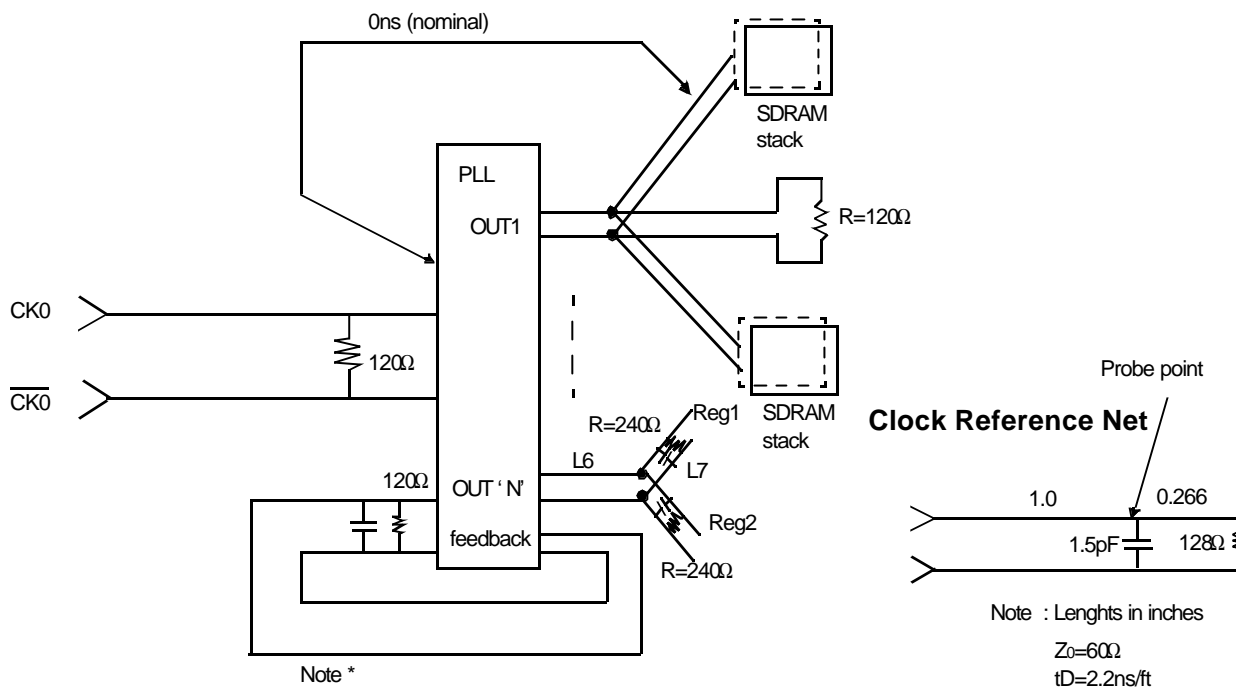 0ns (nominal)
SDRAM
stack
PLL
OUT1
R=120Ω
CK0
120Ω
CK0
SDRAM
stack
Reg1
R=240Ω
L6
L7
120Ω
OUT ‘ N’
Reg2
feedback
R=240Ω
Note *
Probe point
Clock Reference Net
1.0
0.266
1.5pF
128Ω
Note : Lenghts in inches
Z0=60Ω
tD=2.2ns/ft